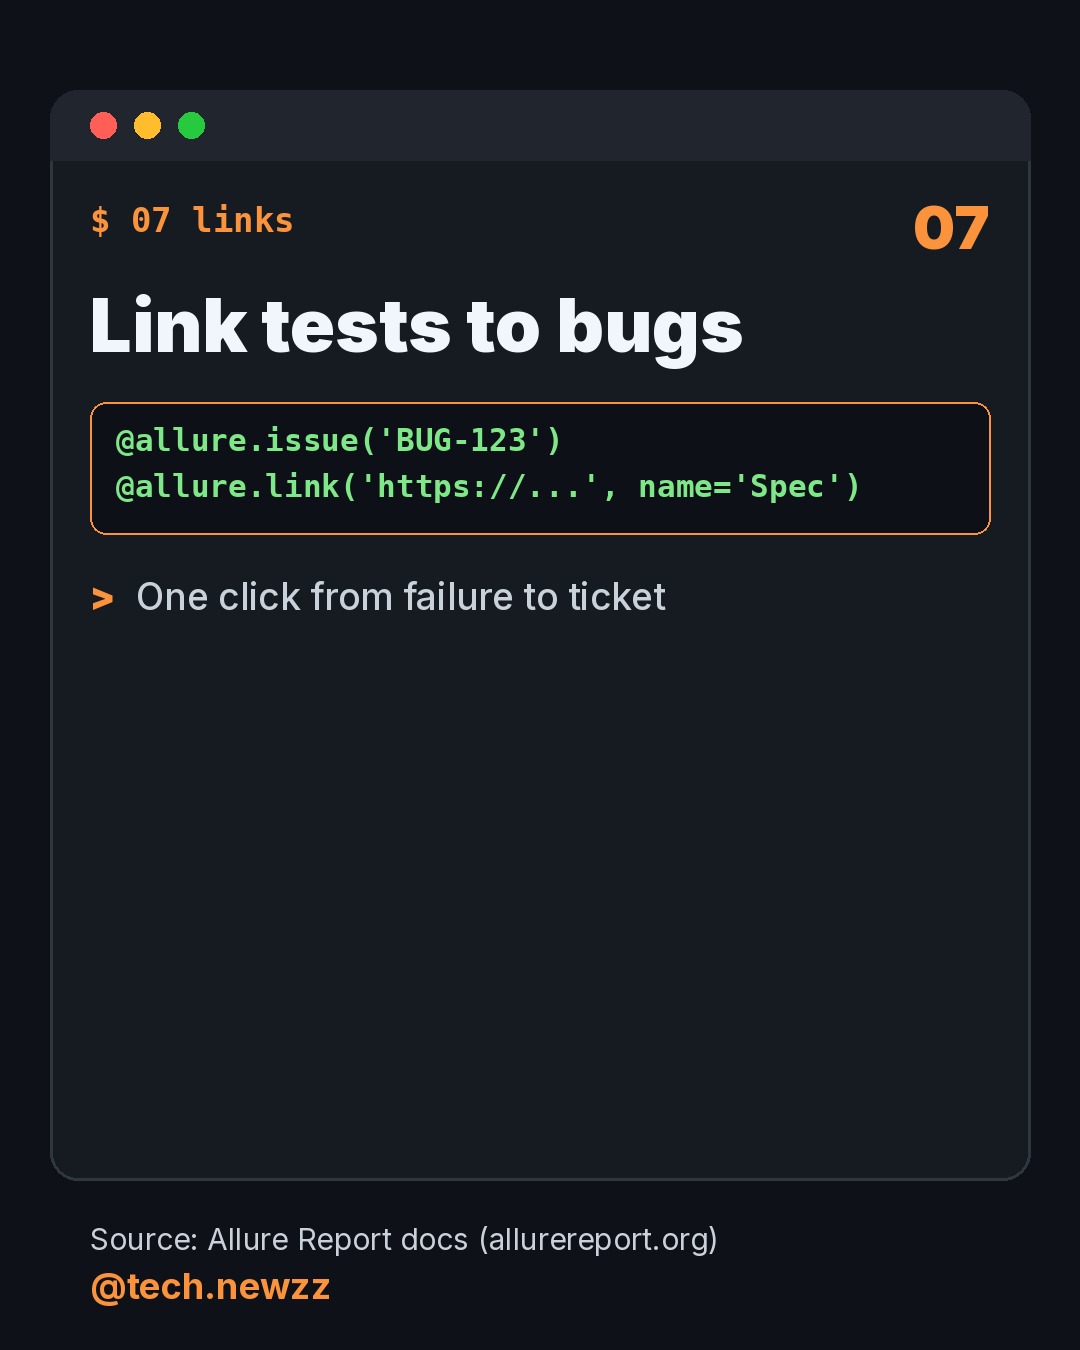 $ 07 links
07
Link tests to bugs
@allure.issue('BUG-123')
@allure.link('https://...', name='Spec')
> One click from failure to ticket
Source: Allure Report docs (allurereport.org)
@tech.newzz